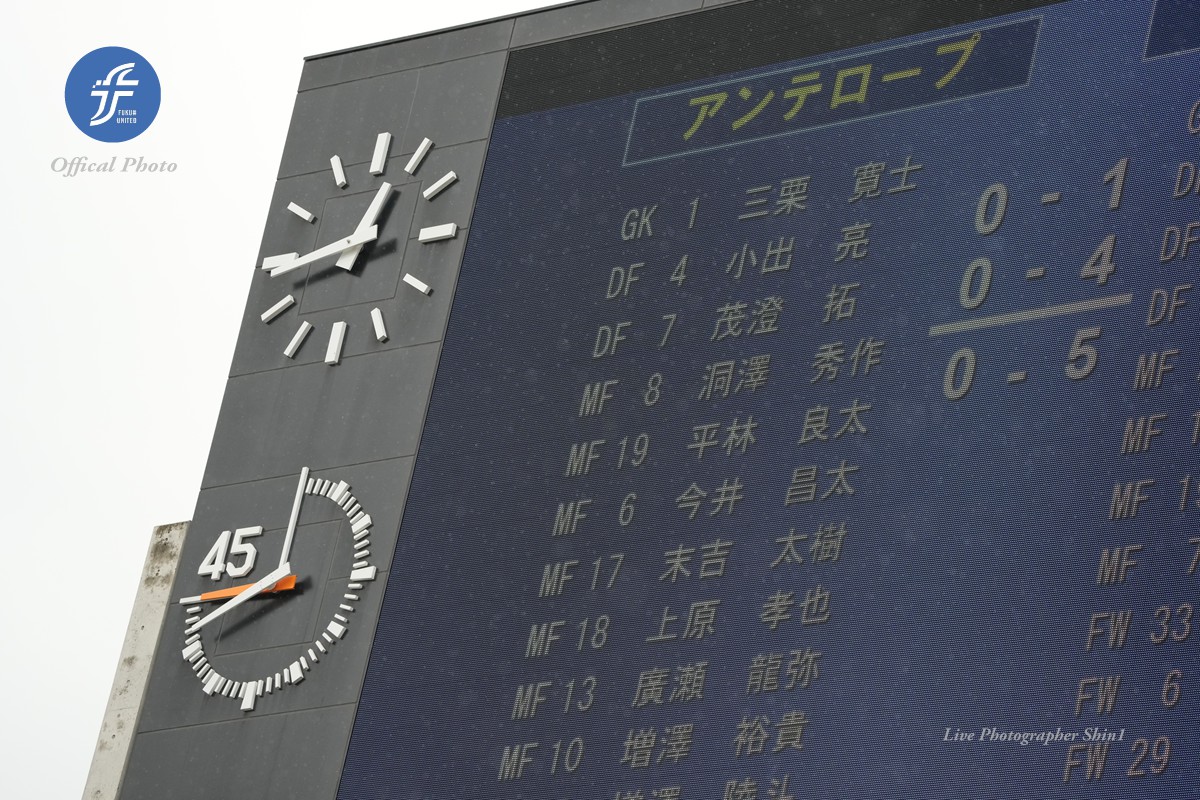 FUKUI
UNITED
Offical Photo
アンテロープ
GK 1 三栗 寛士
DF 4 小出 亮
DF 7 茂澄 拓
MF 8 洞澤 秀作
MF 19 平林 良太
MF 6 今井 昌太
MF 17 末吉 太樹
MF 18 上原 孝也
MF 13 廣瀬 龍弥
MF 10 増澤 裕貴
0 - 1
0 - 4
0 - 5
DF
DF
MF
MF
MF
MF 7
FW 33
FW 6
FW 29
45
Live Photographer Shin1